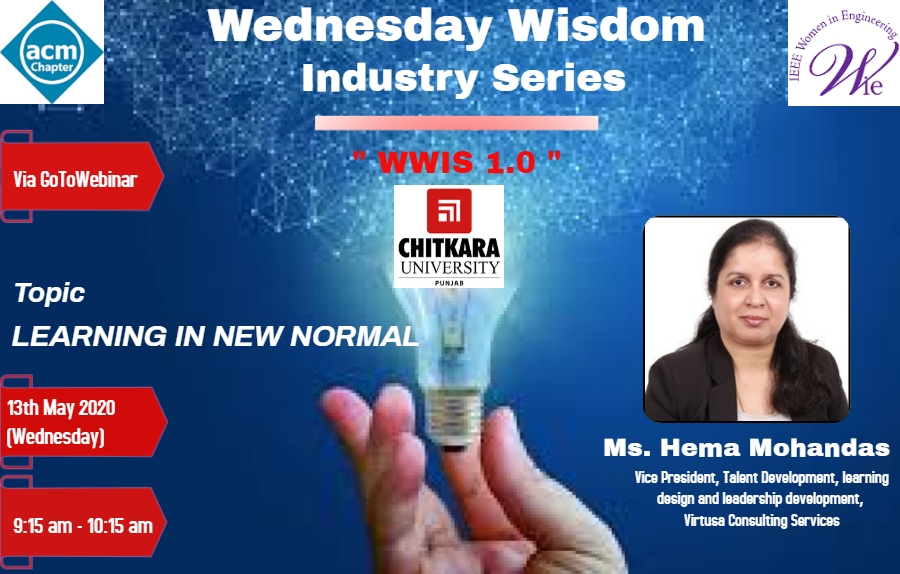 acm
Chapter
Wednesday Wisdom
Industry Series
IEEE Women in Engineering
Wie
" WWIS 1.0 "
Via GoToWebinar
CHITKARA
UNIVERSITY
PUNJAB
Topic
LEARNING IN NEW NORMAL
13th May 2020
(Wednesday)
9:15 am - 10:15 am
Ms. Hema Mohandas
Vice President, Talent Development, learning
design and leadership development,
Virtusa Consulting Services